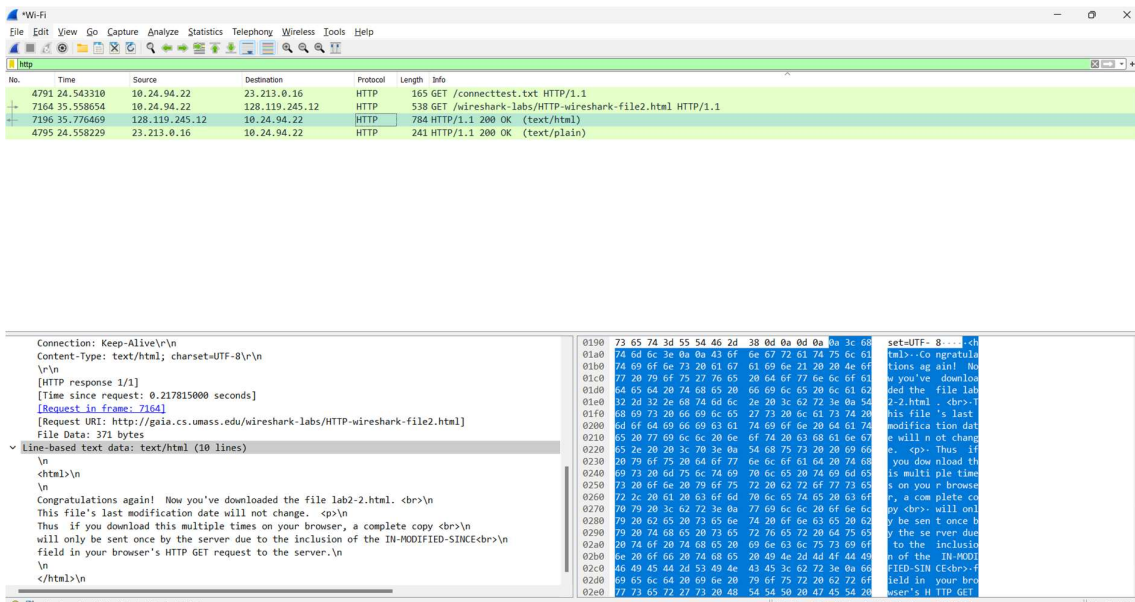 *Wi-Fi
File Edit View Go Capture Analyze Statistics Telephony Wireless Tools Help
http
No. Time Source Destination Protocol Length Info
4791 24.543310 10.24.94.22 23.213.0.16 HTTP 165 GET /connecttest.txt HTTP/1.1
7164 35.558654 10.24.94.22 128.119.245.12 HTTP 538 GET /wireshark-labs/HTTP-wireshark-file2.html HTTP/1.1
7196 35.776469 128.119.245.12 10.24.94.22 HTTP 784 HTTP/1.1 200 OK (text/html)
4795 24.558229 23.213.0.16 10.24.94.22 HTTP 241 HTTP/1.1 200 OK (text/plain)
Connection: Keep-Alive\r\n
Content-Type: text/html; charset=UTF-8\r\n
\r\n
[HTTP response 1/1]
[Time since request: 0.217815000 seconds]
[Request in frame: 7164]
[Request URI: http://gaia.cs.umass.edu/wireshark-labs/HTTP-wireshark-file2.html]
File Data: 371 bytes
Line-based text data: text/html (10 lines)
\n
<html>\n
\n
Congratulations again!  Now you've downloaded the file lab2-2.html. <br>\n
This file's last modification date will not change.  <p>\n
Thus  if you download this multiple times on your browser, a complete copy <br>\n
will only be sent once by the server due to the inclusion of the IN-MODIFIED-SINCE<br>\n
field in your browser's HTTP GET request to the server.\n
\n
</html>\n
0190 73 65 74 3d 55 54 46 2d 38 0d 0a 0d 0a 0a 3c 68 set=UTF- 8·····<h
01a0 74 6d 6c 3e 0a 0a 43 6f 6e 67 72 61 74 75 6c 61 tml>··Co ngratula
01b0 74 69 6f 6e 73 20 61 67 61 69 6e 21 20 20 4e 6f tions ag ain!  No
01c0 77 20 79 6f 75 27 76 65 20 64 6f 77 6e 6c 6f 61 w you've  downloa
01d0 64 65 64 20 74 68 65 20 66 69 6c 65 20 6c 61 62 ded the  file lab
01e0 32 2d 32 2e 68 74 6d 6c 2e 20 3c 62 72 3e 0a 54 2-2.html . <br>·T
01f0 68 69 73 20 66 69 6c 65 27 73 20 6c 61 73 74 20 his file 's last
0200 6d 6f 64 69 66 69 63 61 74 69 6f 6e 20 64 61 74 modifica tion dat
0210 65 20 77 69 6c 6c 20 6e 6f 74 20 63 68 61 6e 67 e will n ot chang
0220 65 2e 20 20 3c 70 3e 0a 54 68 75 73 20 20 69 66 e.  <p>· Thus  if
0230 20 79 6f 75 20 64 6f 77 6e 6c 6f 61 64 20 74 68 you dow nload th
0240 69 73 20 6d 75 6c 74 69 70 6c 65 20 74 69 6d 65 is multi ple time
0250 73 20 6f 6e 20 79 6f 75 72 20 62 72 6f 77 73 65 s on you r browse
0260 72 2c 20 61 20 63 6f 6d 70 6c 65 74 65 20 63 6f r, a com plete co
0270 70 79 20 3c 62 72 3e 0a 77 69 6c 6c 20 6f 6e 6c py <br>· will onl
0280 79 20 62 65 20 73 65 6e 74 20 6f 6e 63 65 20 62 y be sen t once b
0290 79 20 74 68 65 20 73 65 72 76 65 72 20 64 75 65 y the se rver due
02a0 20 74 6f 20 74 68 65 20 69 6e 63 6c 75 73 69 6f to the  inclusio
02b0 6e 20 6f 66 20 74 68 65 20 49 4e 2d 4d 4f 44 49 n of the  IN-MODI
02c0 46 49 45 44 2d 53 49 4e 43 45 3c 62 72 3e 0a 66 FIED-SIN CE<br>·f
02d0 69 65 6c 64 20 69 6e 20 79 6f 75 72 20 62 72 6f ield in  your bro
02e0 77 73 65 72 27 73 20 48 54 54 50 20 47 45 54 20 wser's H TTP GET